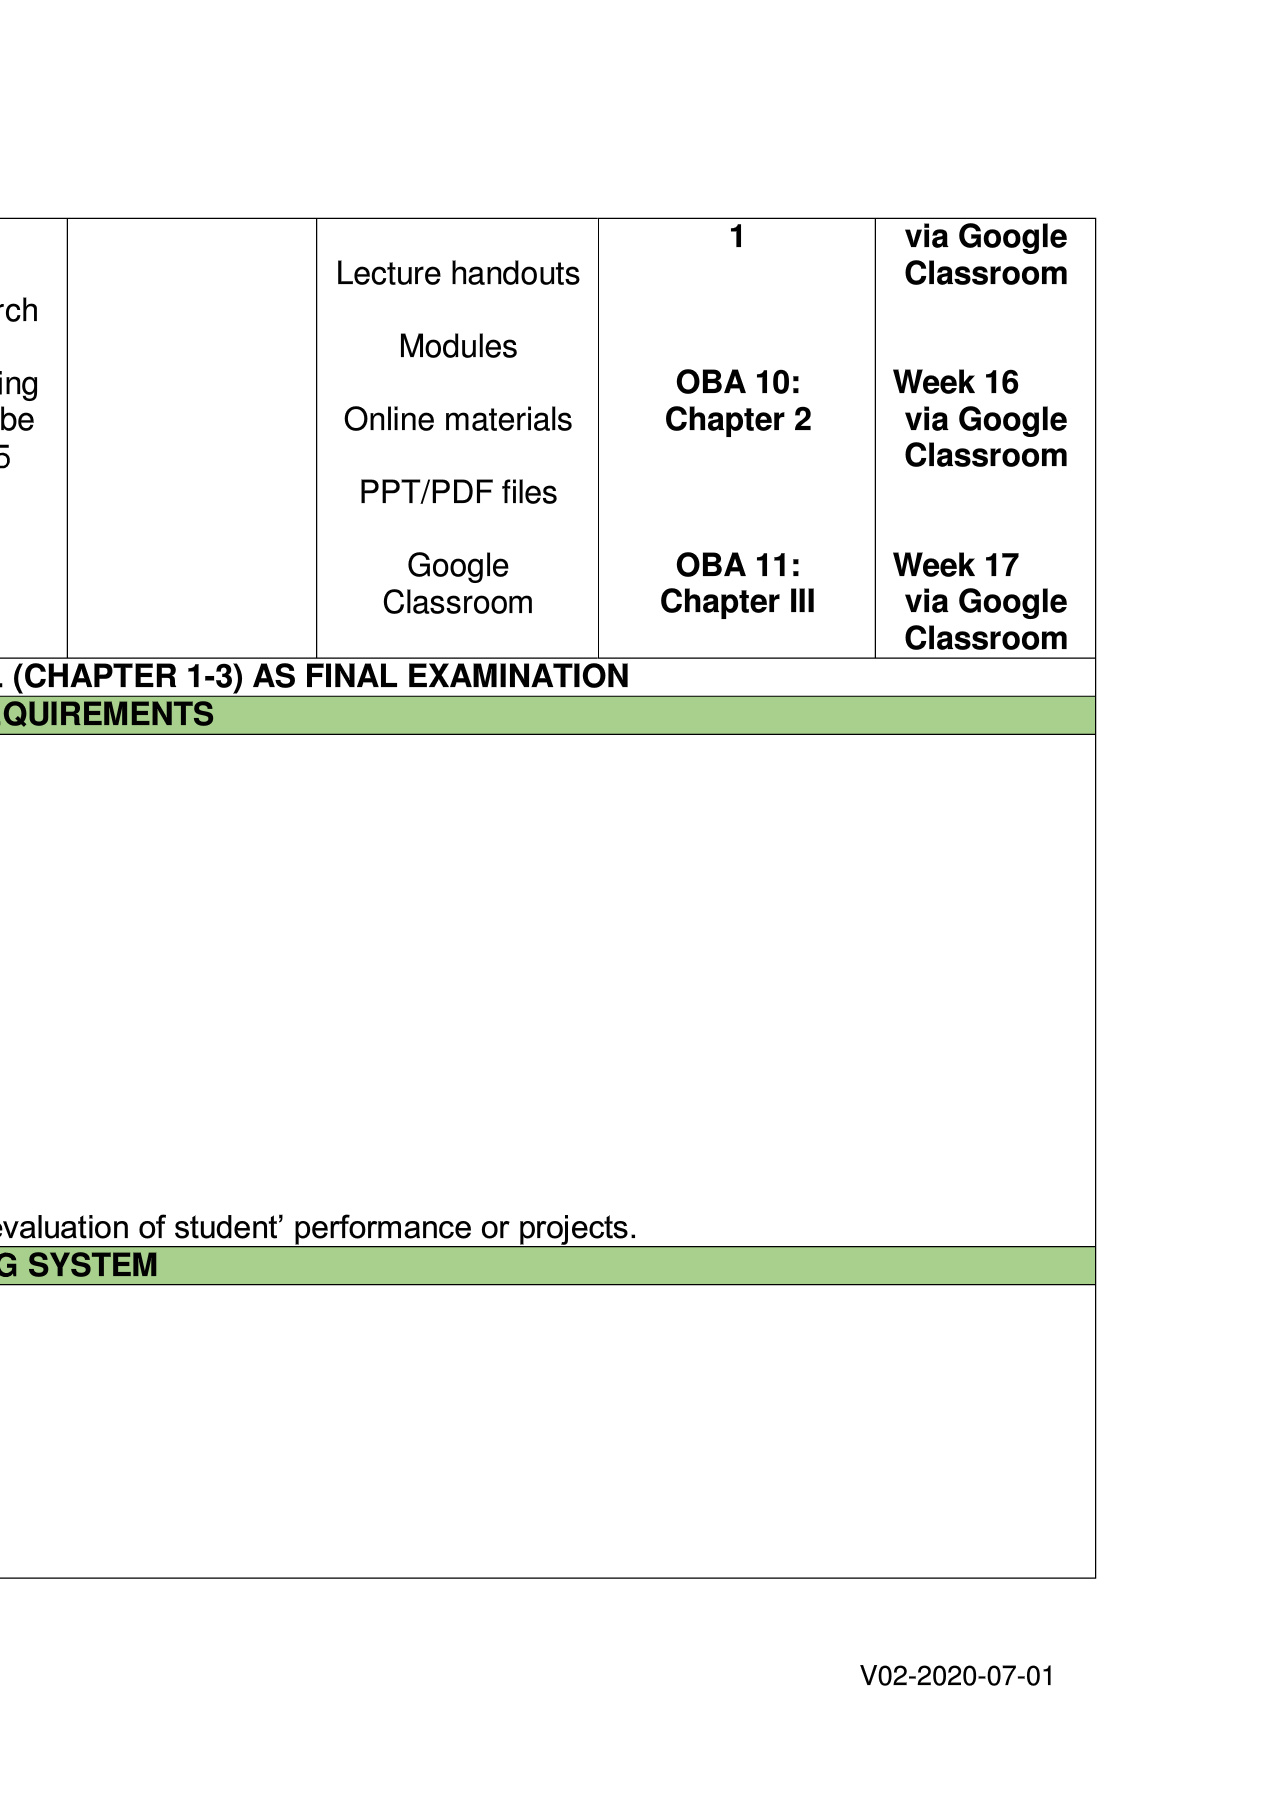 rch
ing
be
5
Lecture handouts
Modules
Online materials
PPT/PDF files
Google
Classroom
1
OBA 10:
Chapter 2
OBA 11:
Chapter III
via Google
Classroom
Week 16
via Google
Classroom
Week 17
via Google
Classroom
(CHAPTER 1-3) AS FINAL EXAMINATION
QUIREMENTS
evaluation of student’ performance or projects.
G SYSTEM
V02-2020-07-01